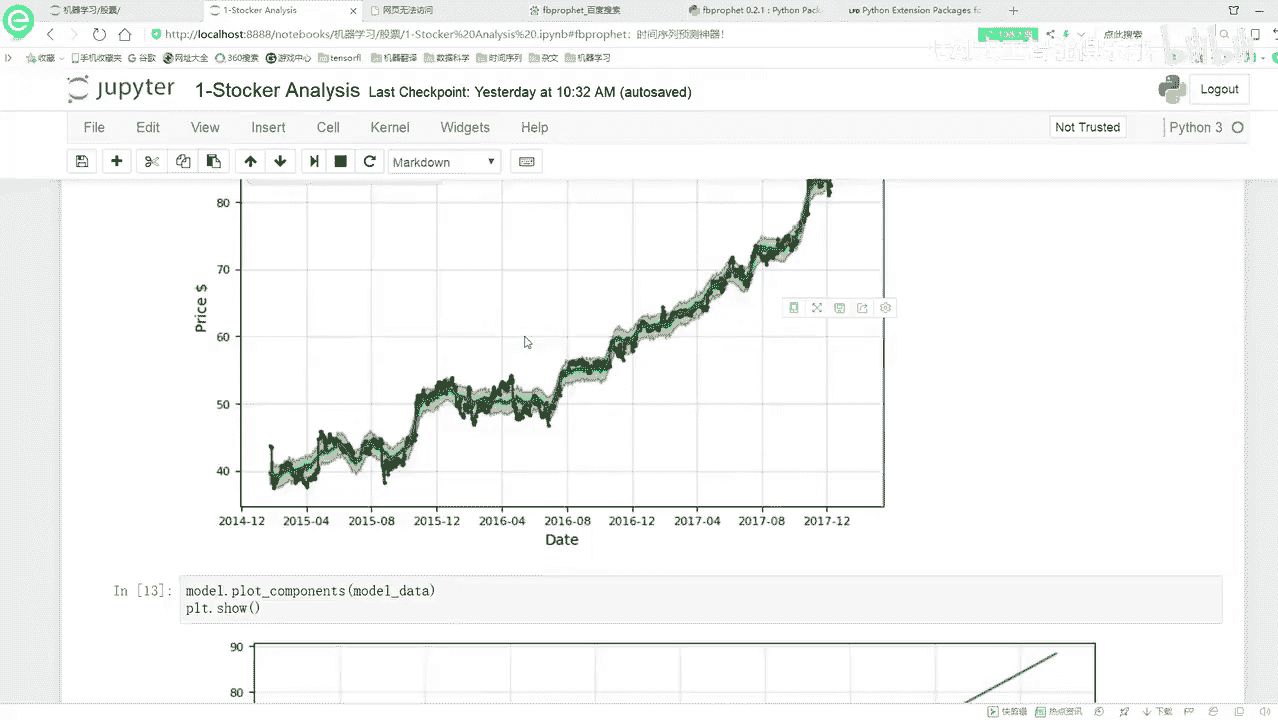 机器学习/股票/
1-Stocker Analysis
网页无法访问
fbprophet_百度搜索
fbprophet 0.2.1 : Python Pack
Python Extension Packages fo
http://localhost:8888/
机器学习/股票/1-Stocker%20Analysis%20.ipynb#fbprophet：时间序列预测神器！
点此搜索
收藏 手机收藏夹 谷歌 网址大全 360搜索 游戏中心 Tensorfl 机器翻译 数据科学 时间序列 杂文 机器学习
jupyter 1-Stocker Analysis Last Checkpoint: Yesterday at 10:32 AM (autosaved)
Logout
File Edit View Insert Cell Kernel Widgets Help
Not Trusted
Python 3
Markdown
80
70
60
50
40
Price $
2014-12 2015-04 2015-08 2015-12 2016-04 2016-08 2016-12 2017-04 2017-08 2017-12
Date
In [13]:
model.plot_components(model_data)
plt.show()
90
80
快剪辑 热点资讯 下载